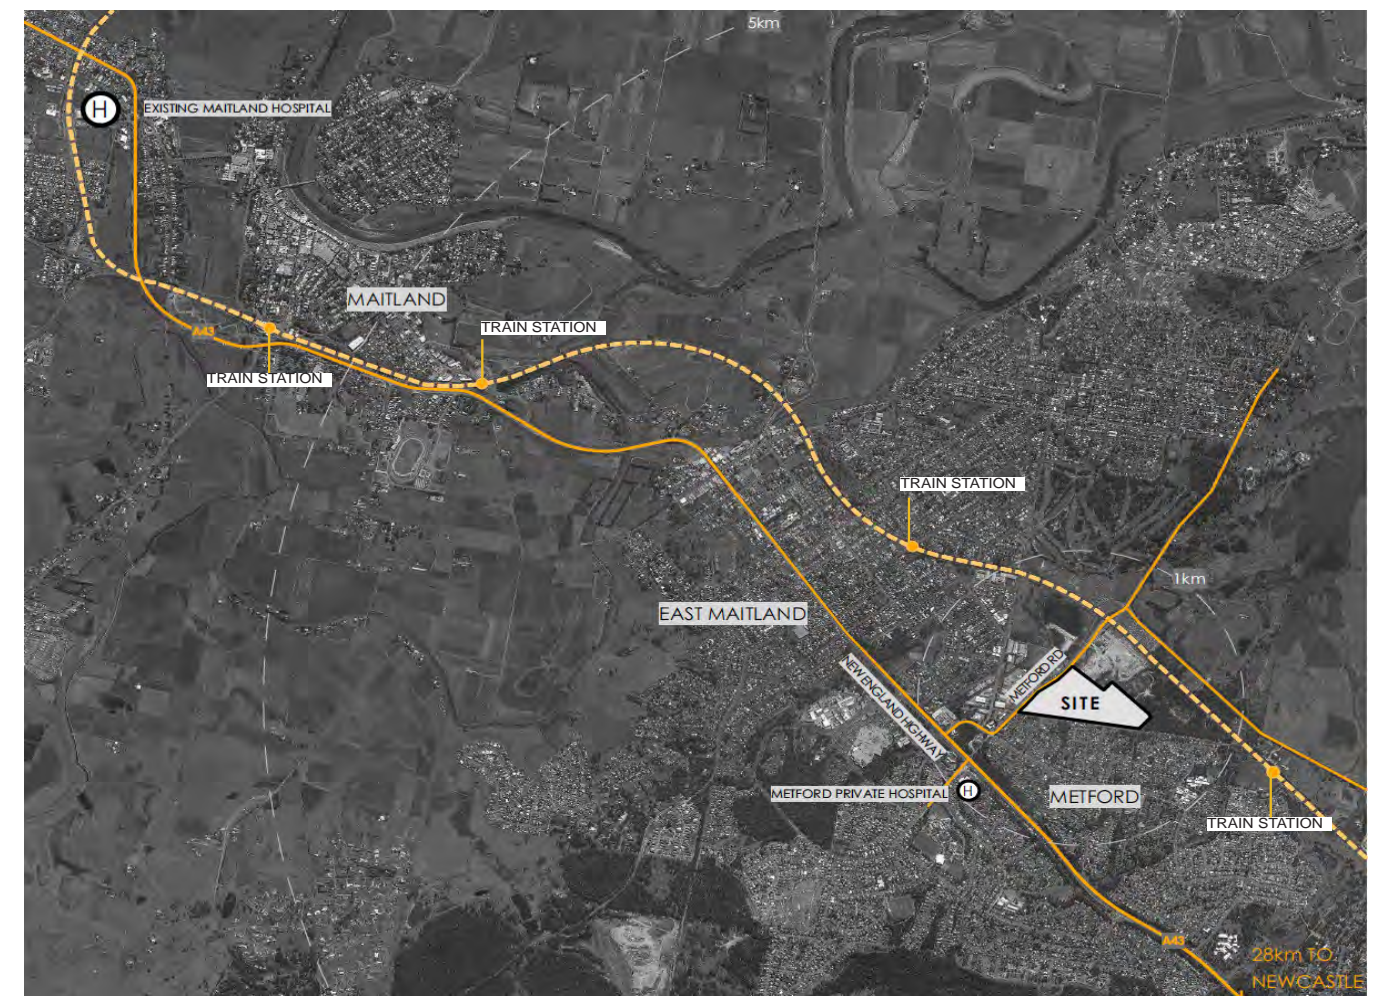 5km
H
EXISTING MAITLAND HOSPITAL
MAITLAND
A43
TRAIN STATION
TRAIN STATION
TRAIN STATION
1km
EAST MAITLAND
METFORD RD
NEW ENGLAND HIGHWAY
SITE
METFORD PRIVATE HOSPITAL
H
METFORD
TRAIN STATION
A43
28km TO
NEWCASTLE